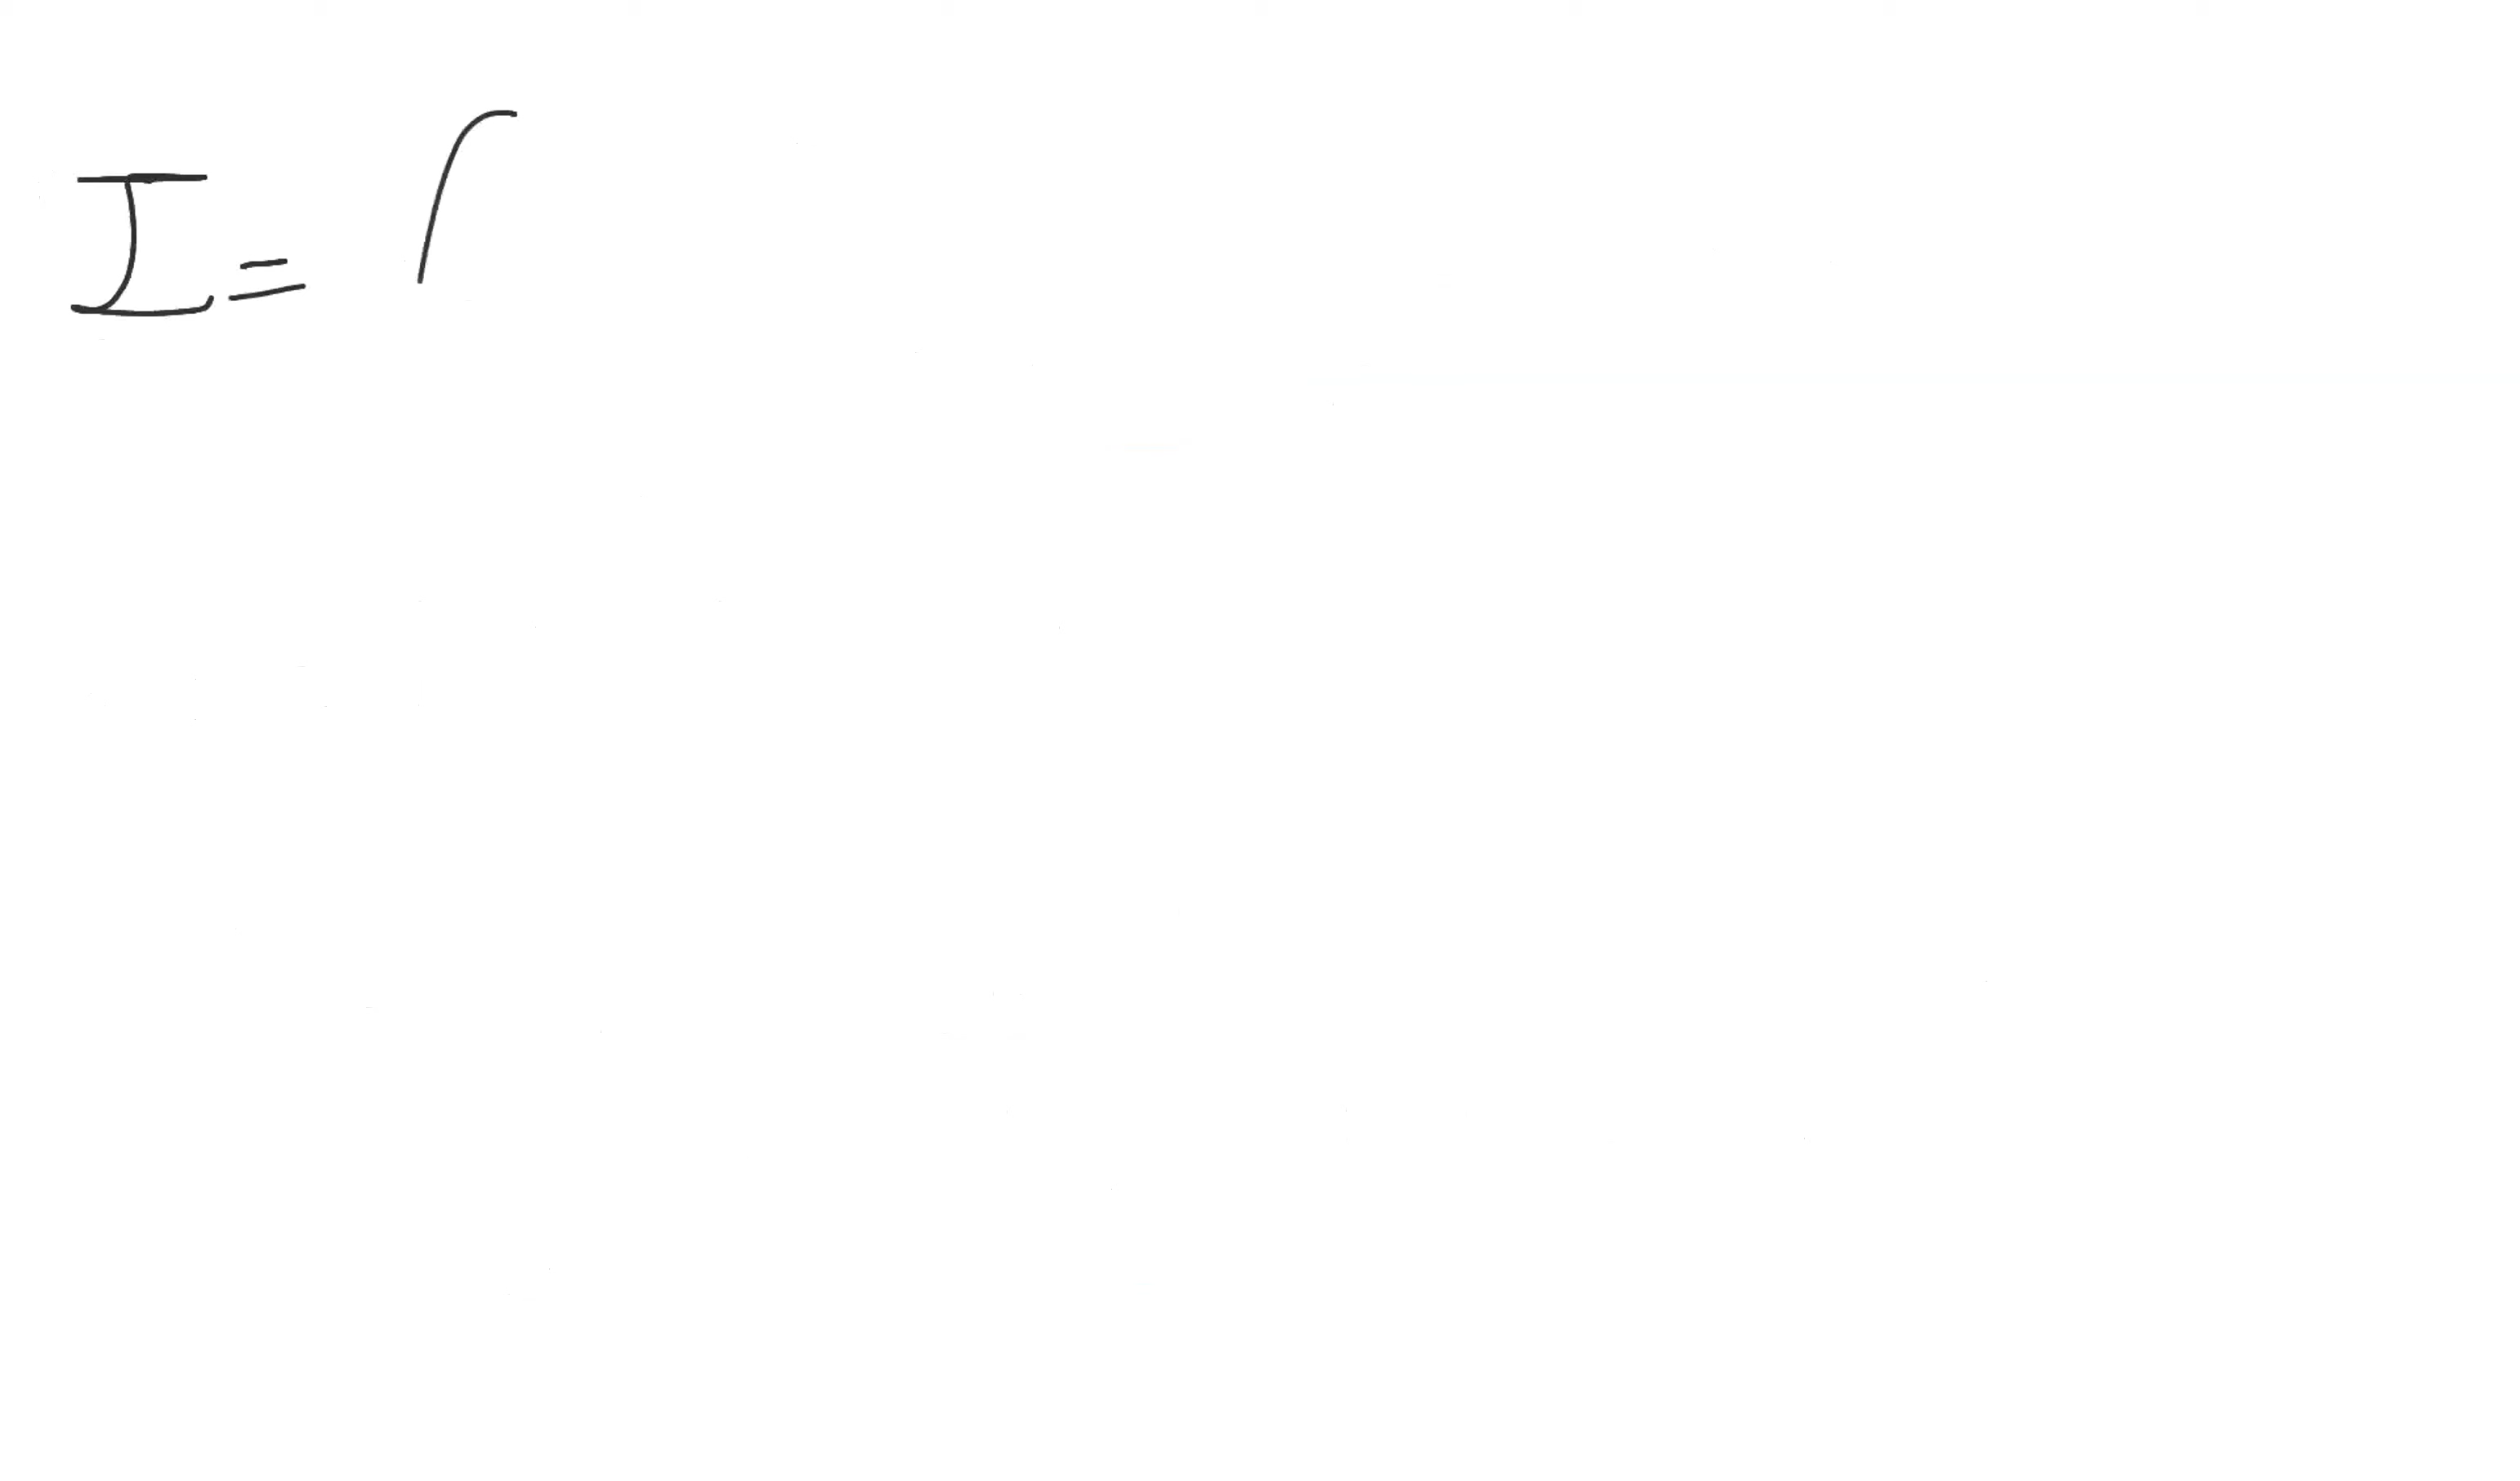 I = ∫